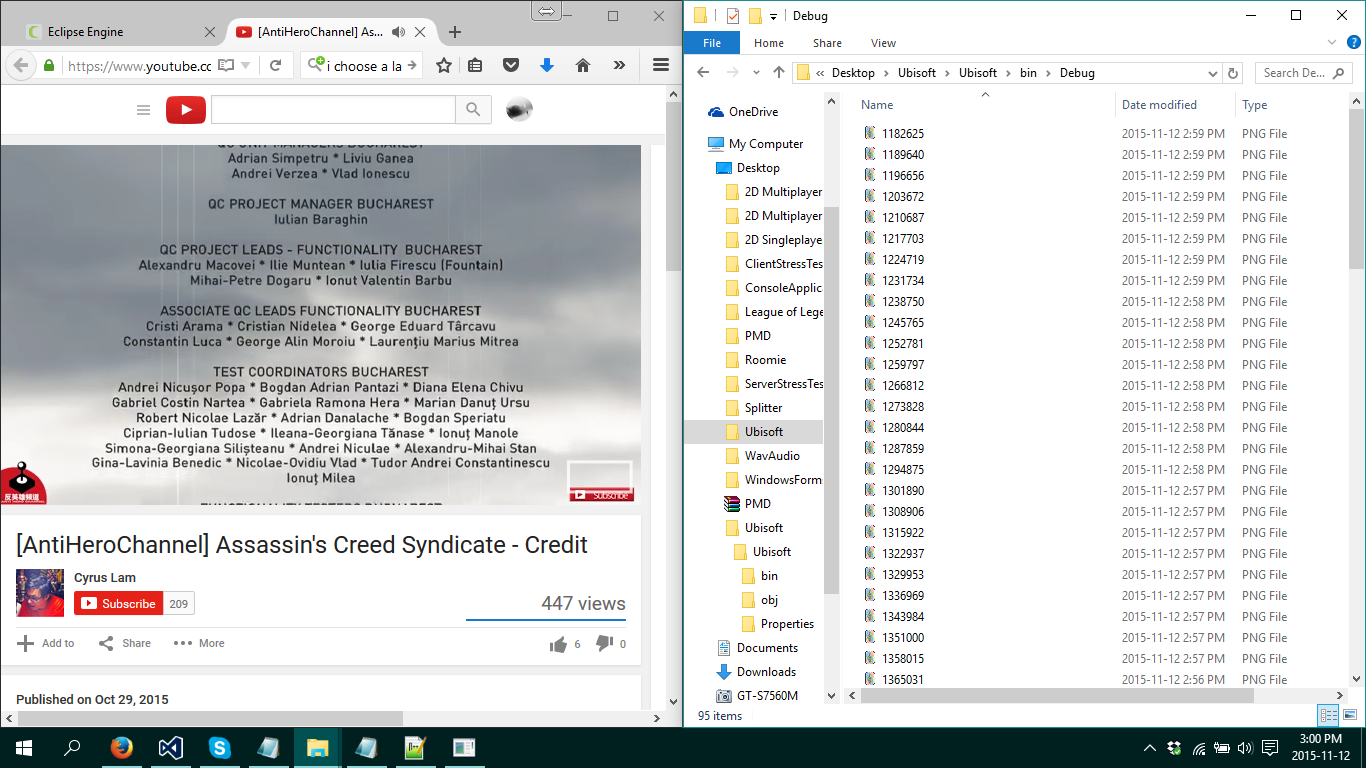 Eclipse Engine
[AntiHeroChannel] As...
https://www.youtube.cc
i choose a la
QC UNIT MANAGERS BUCHAREST
Adrian Simpetru * Liviu Ganea
Andrei Verzea * Vlad Ionescu
QC PROJECT MANAGER BUCHAREST
Iulian Baraghin
QC PROJECT LEADS - FUNCTIONALITY BUCHAREST
Alexandru Macovei * Ilie Muntean * Iulia Firescu (Fountain)
Mihai-Petre Dogaru * Ionut Valentin Barbu
ASSOCIATE QC LEADS FUNCTIONALITY BUCHAREST
Cristi Arama * Cristian Nidelea * George Eduard Târcavu
Constantin Luca * George Alin Moroiu * Laurențiu Marius Mitrea
TEST COORDINATORS BUCHAREST
Andrei Nicușor Popa * Bogdan Adrian Pantazi * Diana Elena Chivu
Gabriel Costin Nartea * Gabriela Ramona Hera * Marian Danuț Ursu
Robert Nicolae Lazăr * Adrian Danalache * Bogdan Speriatu
Ciprian-Iulian Tudose * Ileana-Georgiana Tănase * Ionuț Manole
Simona-Georgiana Silișteanu * Andrei Niculae * Alexandru-Mihai Stan
Gina-Lavinia Benedic * Nicolae-Ovidiu Vlad * Tudor Andrei Constantinescu
Ionuț Milea
FUNCTIONALITY TESTERS BUCHAREST
反英雄頻道
Subscribe
[AntiHeroChannel] Assassin's Creed Syndicate - Credit
Cyrus Lam
Subscribe 209
447 views
Add to Share More 6 0
Published on Oct 29, 2015
Debug
File Home Share View
« Desktop Ubisoft Ubisoft bin Debug
Search De...
OneDrive
My Computer
Desktop
2D Multiplayer
2D Multiplayer
2D Singleplaye
ClientStressTes
ConsoleApplica
League of Lege
PMD
Roomie
ServerStressTes
Splitter
Ubisoft
WavAudio
WindowsForm
PMD
Ubisoft
Ubisoft
bin
obj
Properties
Documents
Downloads
GT-S7560M
Name Date modified Type
1182625 2015-11-12 2:59 PM PNG File
1189640 2015-11-12 2:59 PM PNG File
1196656 2015-11-12 2:59 PM PNG File
1203672 2015-11-12 2:59 PM PNG File
1210687 2015-11-12 2:59 PM PNG File
1217703 2015-11-12 2:59 PM PNG File
1224719 2015-11-12 2:59 PM PNG File
1231734 2015-11-12 2:59 PM PNG File
1238750 2015-11-12 2:58 PM PNG File
1245765 2015-11-12 2:58 PM PNG File
1252781 2015-11-12 2:58 PM PNG File
1259797 2015-11-12 2:58 PM PNG File
1266812 2015-11-12 2:58 PM PNG File
1273828 2015-11-12 2:58 PM PNG File
1280844 2015-11-12 2:58 PM PNG File
1287859 2015-11-12 2:58 PM PNG File
1294875 2015-11-12 2:58 PM PNG File
1301890 2015-11-12 2:57 PM PNG File
1308906 2015-11-12 2:57 PM PNG File
1315922 2015-11-12 2:57 PM PNG File
1322937 2015-11-12 2:57 PM PNG File
1329953 2015-11-12 2:57 PM PNG File
1336969 2015-11-12 2:57 PM PNG File
1343984 2015-11-12 2:57 PM PNG File
1351000 2015-11-12 2:57 PM PNG File
1358015 2015-11-12 2:57 PM PNG File
1365031 2015-11-12 2:56 PM PNG File
95 items
3:00 PM
2015-11-12